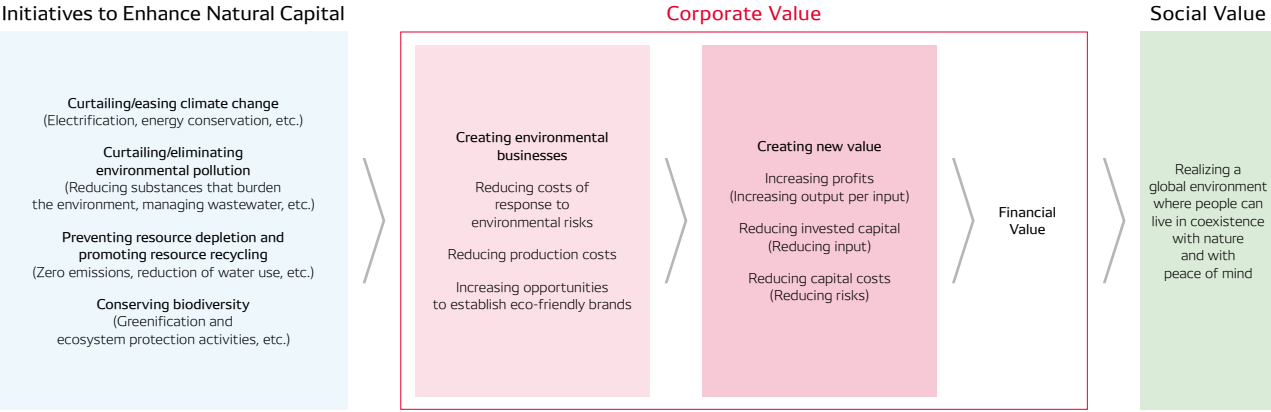 Initiatives to Enhance Natural Capital
Curtailing/easing climate change
(Electrification, energy conservation, etc.)
Curtailing/eliminating
environmental pollution
(Reducing substances that burden
the environment, managing wastewater, etc.)
Preventing resource depletion and
promoting resource recycling
(Zero emissions, reduction of water use, etc.)
Conserving biodiversity
(Greenification and
ecosystem protection activities, etc.)
Corporate Value
Creating environmental
businesses
Reducing costs of
response to
environmental risks
Reducing production costs
Increasing opportunities
to establish eco-friendly brands
Creating new value
Increasing profits
(Increasing output per input)
Reducing invested capital
(Reducing input)
Reducing capital costs
(Reducing risks)
Financial
Value
Social Value
Realizing a
global environment
where people can
live in coexistence
with nature
and with
peace of mind